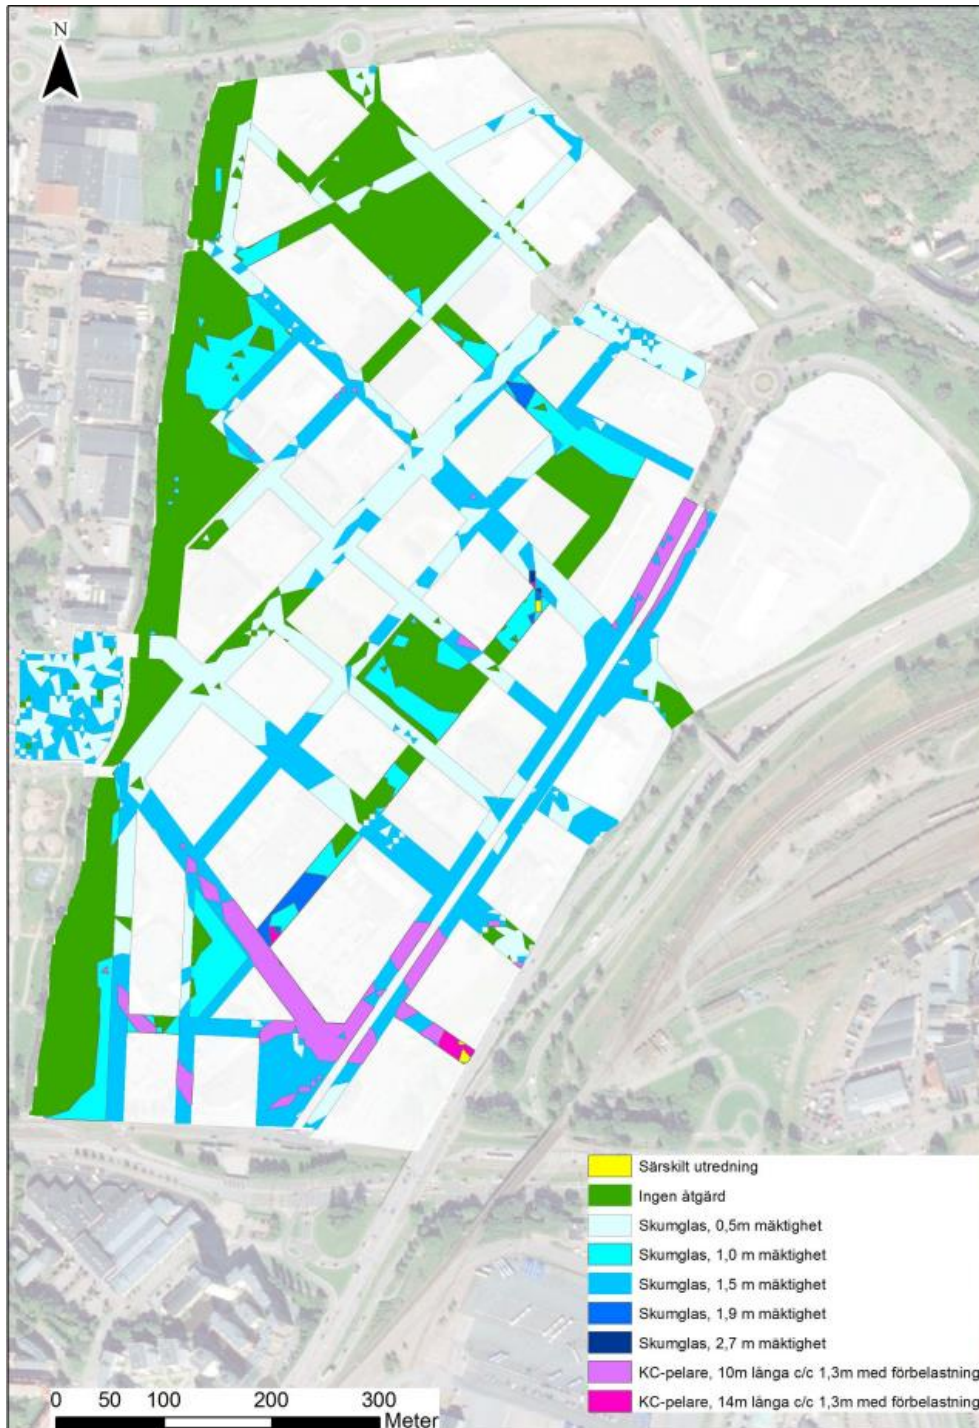 N
Särskilt utredning
Ingen åtgärd
Skumglas, 0,5m mäktighet
Skumglas, 1,0 m mäktighet
Skumglas, 1,5 m mäktighet
Skumglas, 1,9 m mäktighet
Skumglas, 2,7 m mäktighet
KC-pelare, 10m långa c/c 1,3m med förbelastning
KC-pelare, 14m långa c/c 1,3m med förbelastning
0 50 100 200 300
Meter